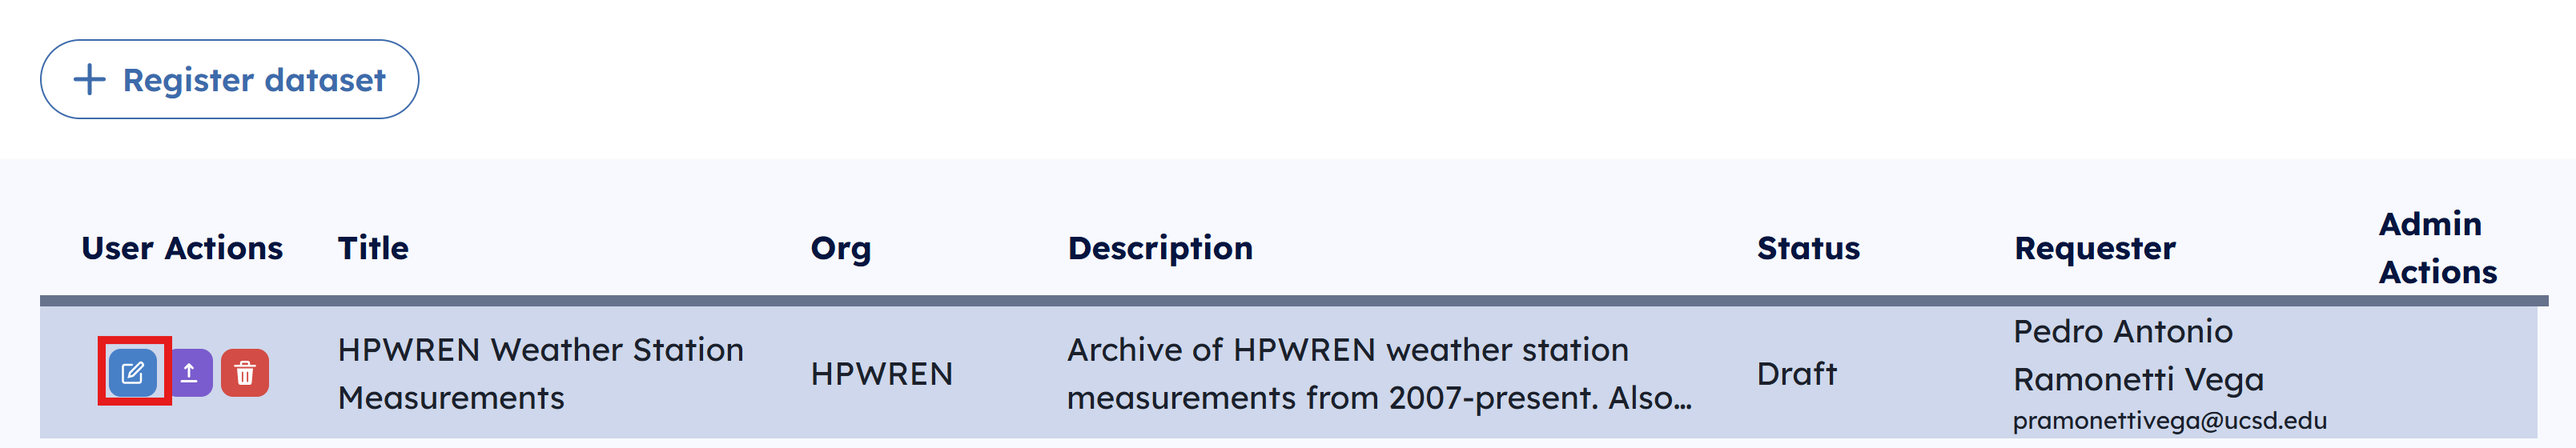 Register dataset
User Actions Title Org Description Status Requester Admin Actions
HPWREN Weather Station
Measurements
HPWREN
Archive of HPWREN weather station
measurements from 2007-present. Also...
Draft
Pedro Antonio
Ramonetti Vega
pramonettivega@ucsd.edu